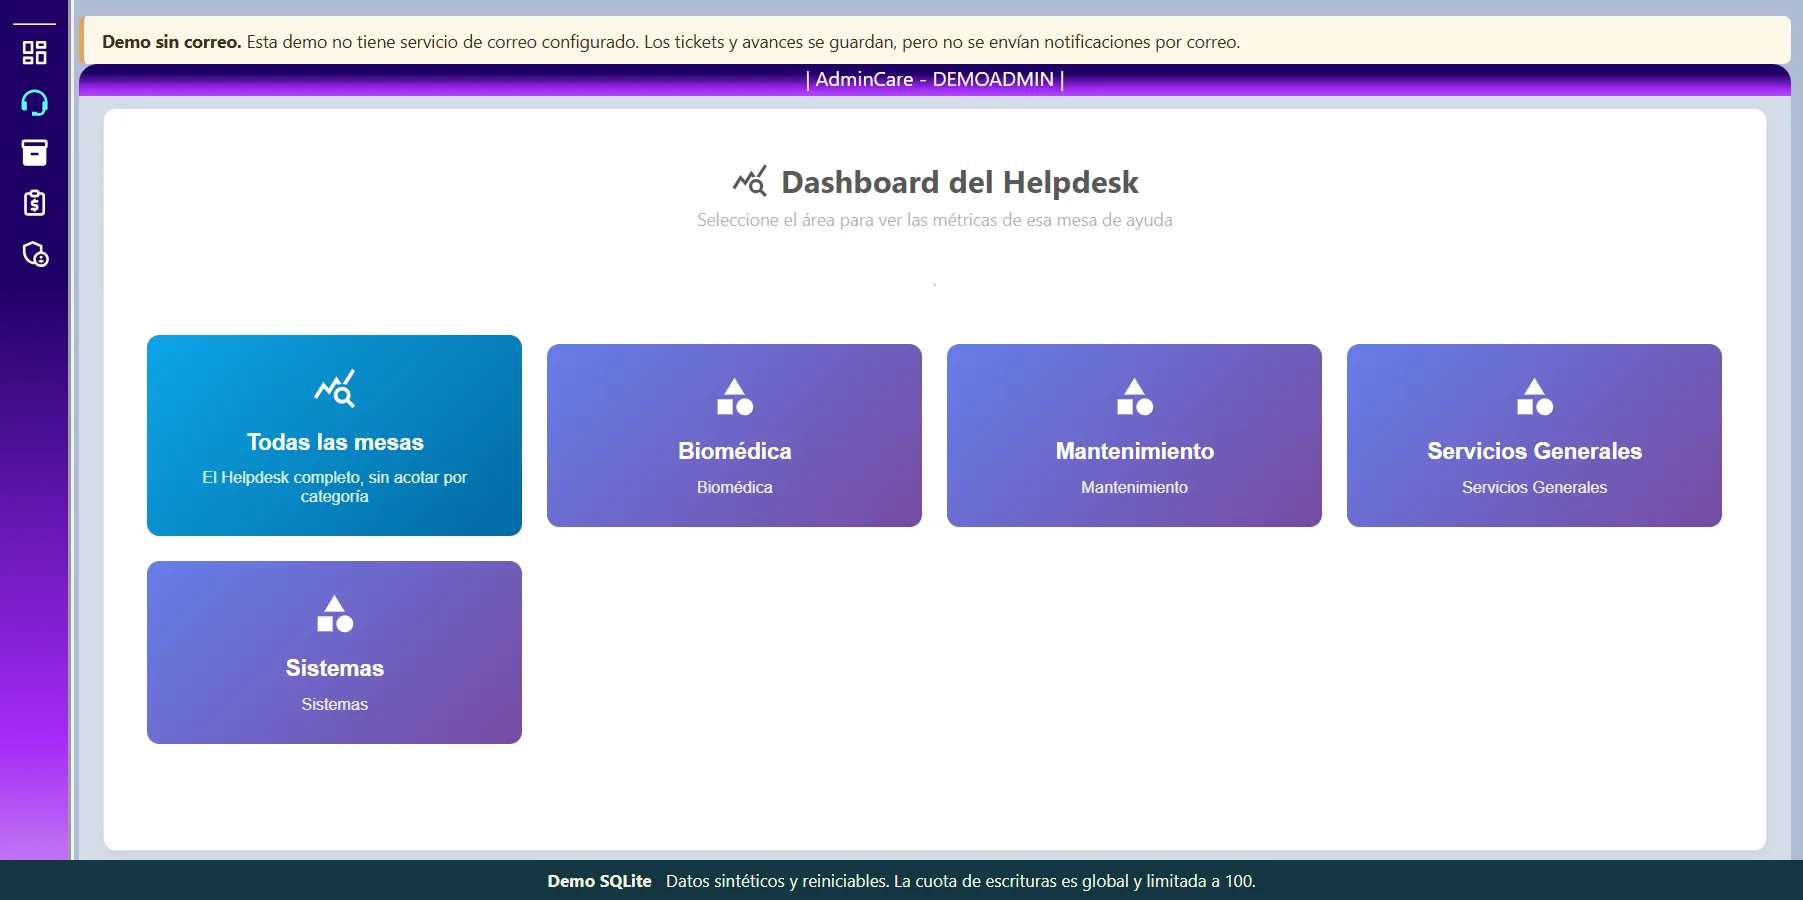 Demo sin correo. Esta demo no tiene servicio de correo configurado. Los tickets y avances se guardan, pero no se envían notificaciones por correo.
| AdminCare - DEMOADMIN |
Dashboard del Helpdesk
Seleccione el área para ver las métricas de esa mesa de ayuda
.
Todas las mesas
El Helpdesk completo, sin acotar por
categoría
Biomédica
Biomédica
Mantenimiento
Mantenimiento
Servicios Generales
Servicios Generales
Sistemas
Sistemas
Demo SQLite Datos sintéticos y reiniciables. La cuota de escrituras es global y limitada a 100.